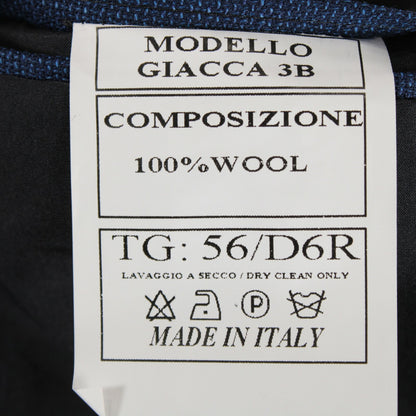 MODELLO
GIACCA 3B
COMPOSIZIONE
100%WOOL
TG: 56/D6R
LAVAGGIO A SECCO / DRY CLEAN ONLY
P
MADE IN ITALY